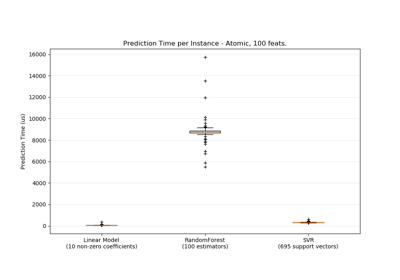 Prediction Time per Instance - Atomic, 100 feats.
Prediction Time (us)
16000
14000
12000
10000
8000
6000
4000
2000
0
Linear Model
(10 non-zero coefficients)
RandomForest
(100 estimators)
SVR
(695 support vectors)